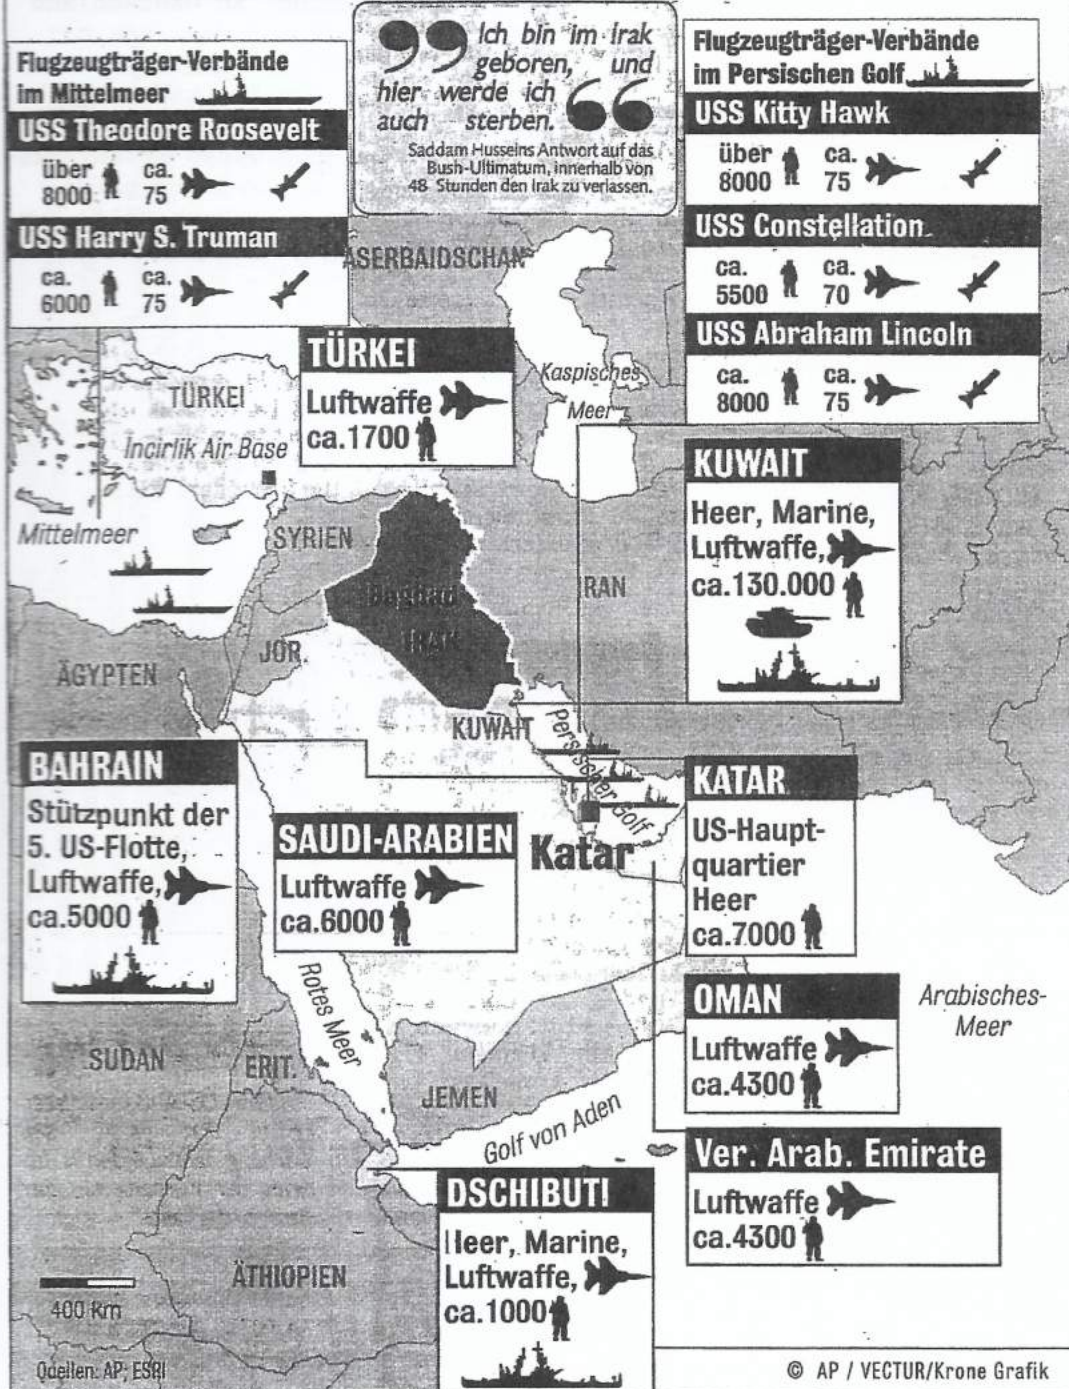 Flugzeugträger-Verbände
im Mittelmeer
USS Theodore Roosevelt
über
8000
ca.
75
USS Harry S. Truman
ca.
6000
ca.
75
Ich bin im Irak
geboren, und
hier werde ich
auch sterben.
Saddam Husseins Antwort auf das
Bush-Ultimatum, innerhalb von
48 Stunden den Irak zu verlassen.
Flugzeugträger-Verbände
im Persischen Golf
USS Kitty Hawk
über
8000
ca.
75
USS Constellation
ca.
5500
ca.
70
USS Abraham Lincoln
ca.
8000
ca.
75
ASERBAIDSCHAN
Kaspisches
Meer
TÜRKEI
Luftwaffe
ca.1700
TÜRKEI
Incirlik Air Base
Mittelmeer
SYRIEN
Bagdad
IRAK
IRAN
JOR.
ÄGYPTEN
KUWAIT
Persischer Golf
KUWAIT
Heer, Marine,
Luftwaffe,
ca.130.000
BAHRAIN
Stützpunkt der
5. US-Flotte,
Luftwaffe,
ca.5000
SAUDI-ARABIEN
Luftwaffe
ca.6000
Katar
KATAR
US-Haupt-
quartier
Heer
ca.7000
Rotes Meer
OMAN
Luftwaffe
ca.4300
Arabisches-
Meer
SUDAN
ERIT.
JEMEN
Golf von Aden
Ver. Arab. Emirate
Luftwaffe
ca.4300
DSCHIBUTI
Heer, Marine,
Luftwaffe,
ca.1000
ÄTHIOPIEN
400 km
Quellen: AP; ESRI
© AP / VECTUR/Krone Grafik